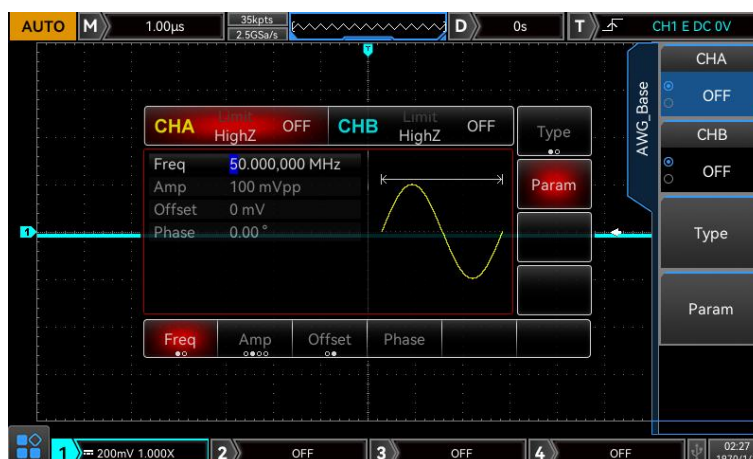 AUTO M 1.00μs 35kpts D 0s T CH1 E DC 0V
2.5GSa/s
T
CHA
OFF
AWG_Base
CHB
OFF
Type
Param
CHA Limit HighZ OFF CHB Limit HighZ OFF
Type
Param
Freq 50.000,000 MHz
Amp 100 mVpp
Offset 0 mV
Phase 0.00 °
1
Freq Amp Offset Phase
1 200mV 1.000X 2 OFF 3 OFF 4 OFF 02:27